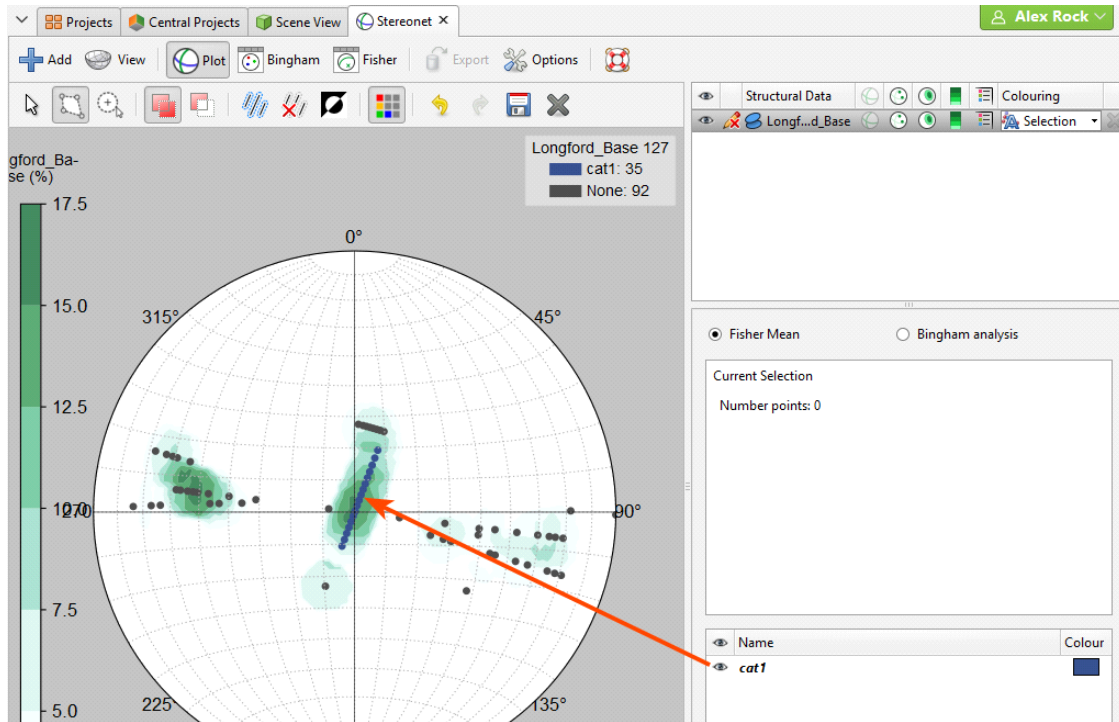 Projects Central Projects Scene View Stereonet ×
Alex Rock
Add View Plot Bingham Fisher Export Options
Structural Data Colouring
Longf...d_Base Selection
gford_Ba-
se (%)
Longford_Base 127
cat1: 35
None: 92
17.5
15.0
12.5
7.5
5.0
0°
315°
45°
270
90°
225°
135°
Fisher Mean Bingham analysis
Current Selection
Number points: 0
Name Colour
cat1